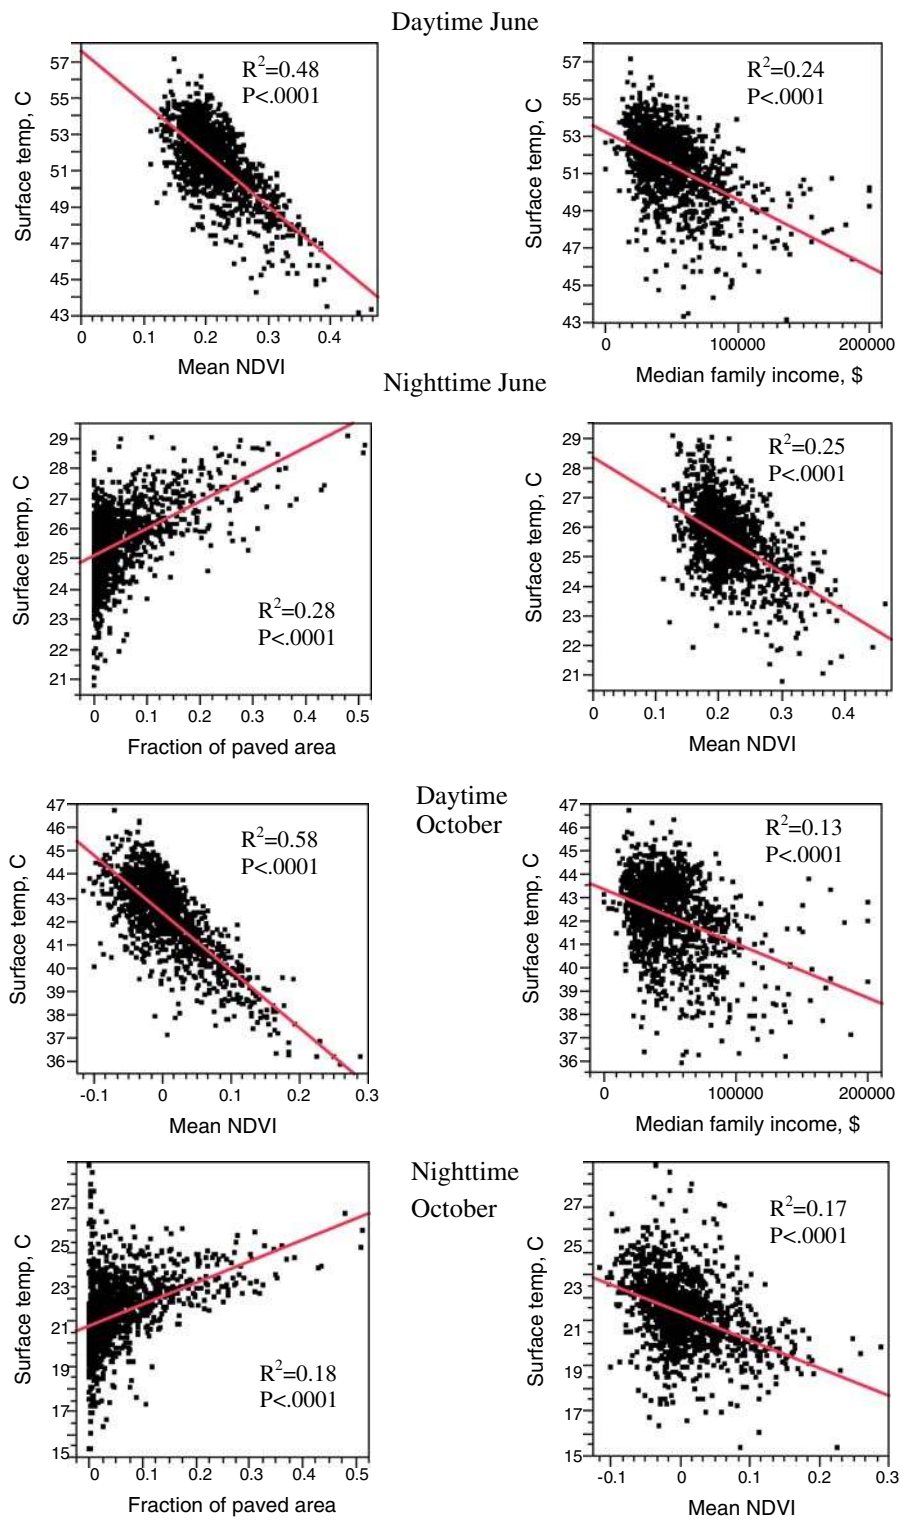 Daytime June
57
55
53
51
49
47
45
43
Surface temp, C
R²=0.48
P<.0001
0 0.1 0.2 0.3 0.4
Mean NDVI
57
55
53
51
49
47
45
43
Surface temp, C
R²=0.24
P<.0001
0 100000 200000
Median family income, $
Nighttime June
29
28
27
26
25
24
23
22
21
Surface temp, C
R²=0.28
P<.0001
0 0.1 0.2 0.3 0.4 0.5
Fraction of paved area
29
28
27
26
25
24
23
22
21
Surface temp, C
R²=0.25
P<.0001
0 0.1 0.2 0.3 0.4
Mean NDVI
Daytime
October
47
46
45
44
43
42
41
40
39
38
37
36
Surface temp, C
R²=0.58
P<.0001
-0.1 0 0.1 0.2 0.3
Mean NDVI
47
46
45
44
43
42
41
40
39
38
37
36
Surface temp, C
R²=0.13
P<.0001
0 100000 200000
Median family income, $
Nighttime
October
27
25
23
21
19
17
15
Surface temp, C
R²=0.18
P<.0001
0 0.1 0.2 0.3 0.4 0.5
Fraction of paved area
27
25
23
21
19
17
15
Surface temp, C
R²=0.17
P<.0001
-0.1 0 0.1 0.2 0.3
Mean NDVI